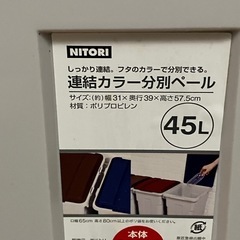 NITORI
しっかり連結。フタのカラーで分別できる。
連結カラー分別ペール
サイズ:(約)幅31×奥行39×高さ57.5cm
材質:ポリプロピレン
45L
本体